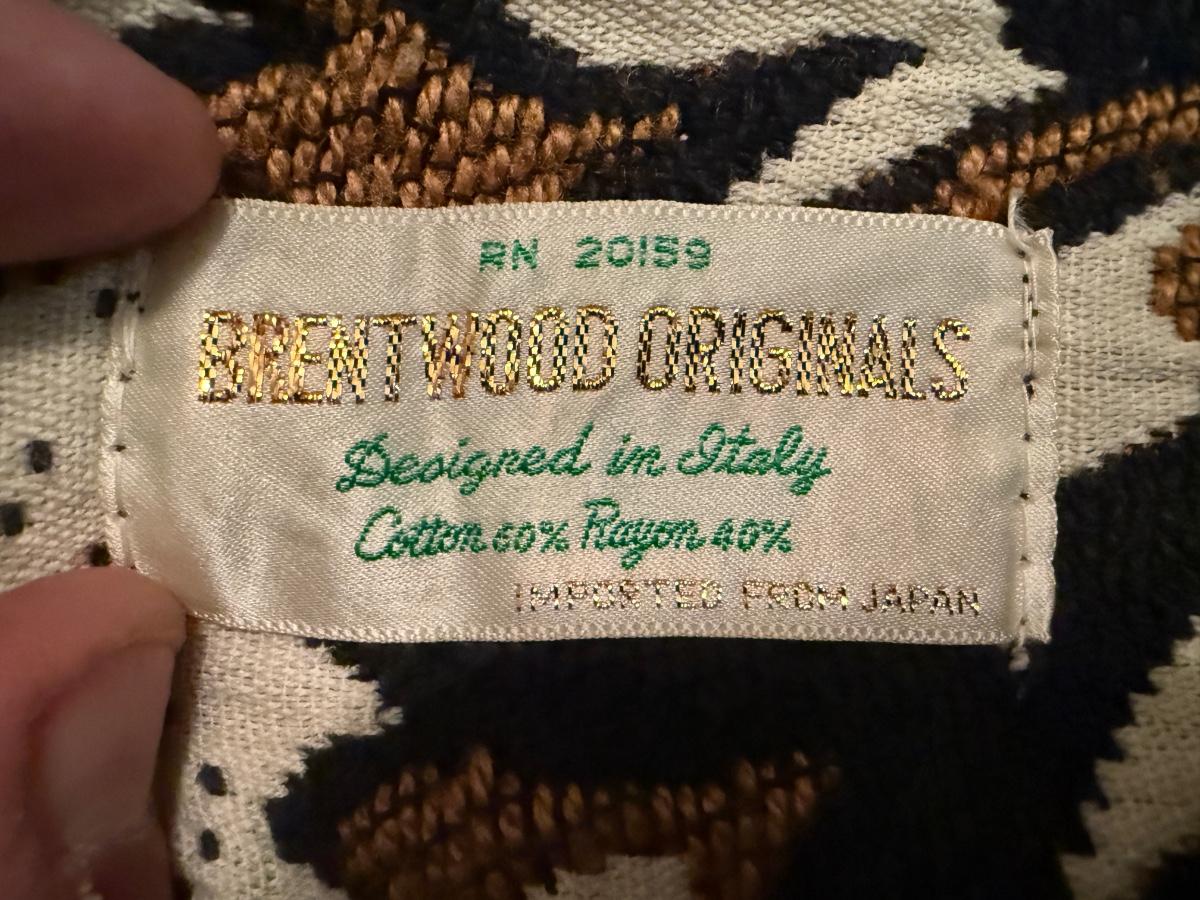 RN 20159
BRENTWOOD ORIGINALS
Designed in Italy
Cotton 60% Rayon 40%
IMPORTED FROM JAPAN